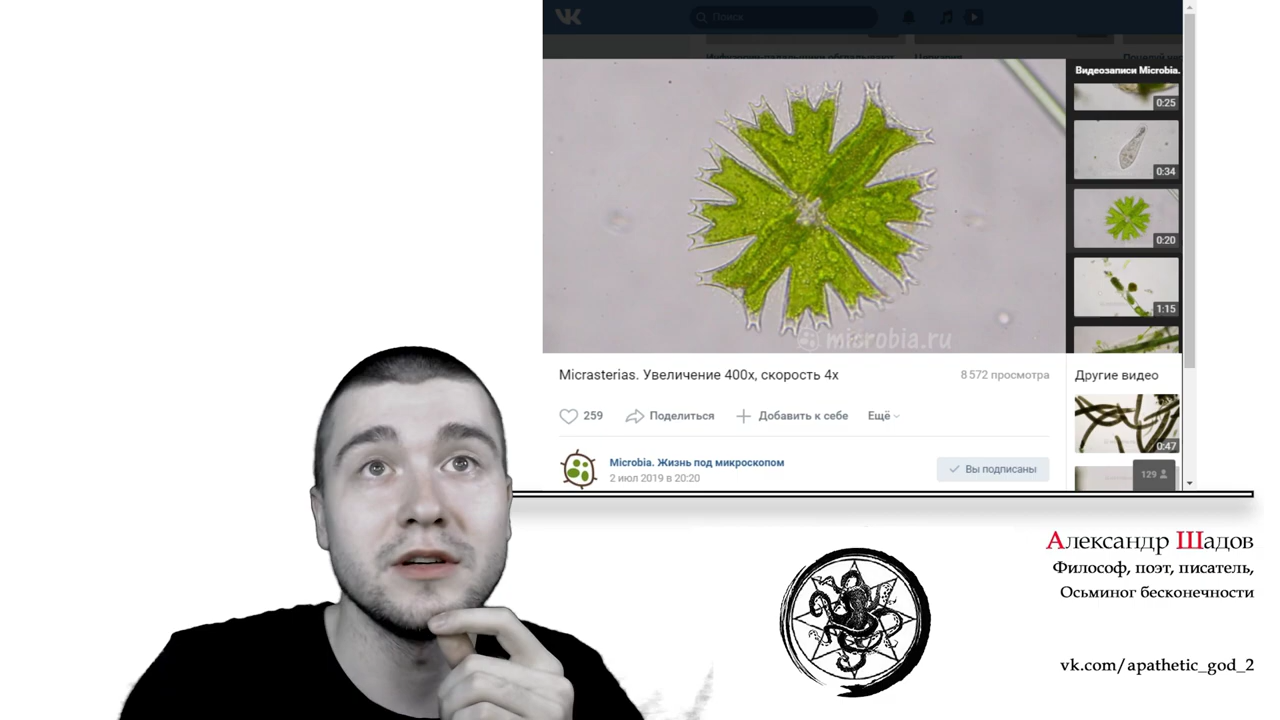 Поиск
Видеозаписи Microbia.
0:25
0:34
0:20
1:15
microbia.ru
Micrasterias. Увеличение 400x, скорость 4x
8 572 просмотра
Другие видео
259
Поделиться
Добавить к себе
Ещё
0:47
Microbia. Жизнь под микроскопом
2 июл 2019 в 20:20
Вы подписаны
129
Александр Шадов
Философ, поэт, писатель,
Осьминог бесконечности
vk.com/apathetic_god_2